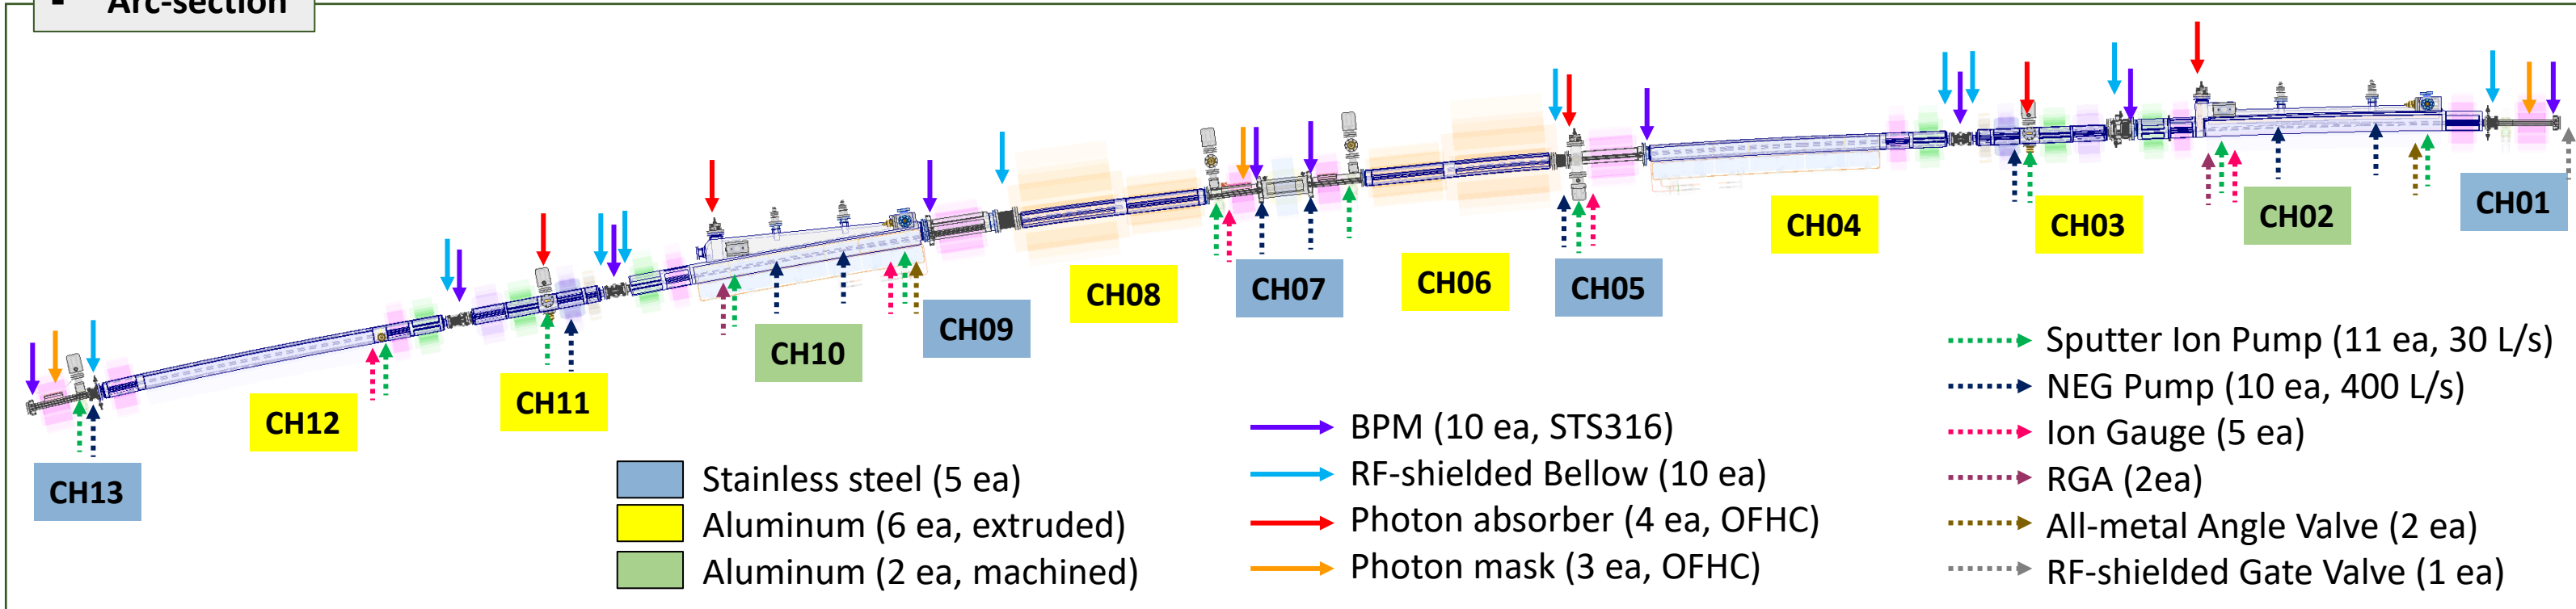 - Arc-section
CH01
CH02
CH03
CH04
CH05
CH06
CH07
CH08
CH09
CH10
CH11
CH12
CH13
Stainless steel (5 ea)
Aluminum (6 ea, extruded)
Aluminum (2 ea, machined)
BPM (10 ea, STS316)
RF-shielded Bellow (10 ea)
Photon absorber (4 ea, OFHC)
Photon mask (3 ea, OFHC)
Sputter Ion Pump (11 ea, 30 L/s)
NEG Pump (10 ea, 400 L/s)
Ion Gauge (5 ea)
RGA (2ea)
All-metal Angle Valve (2 ea)
RF-shielded Gate Valve (1 ea)